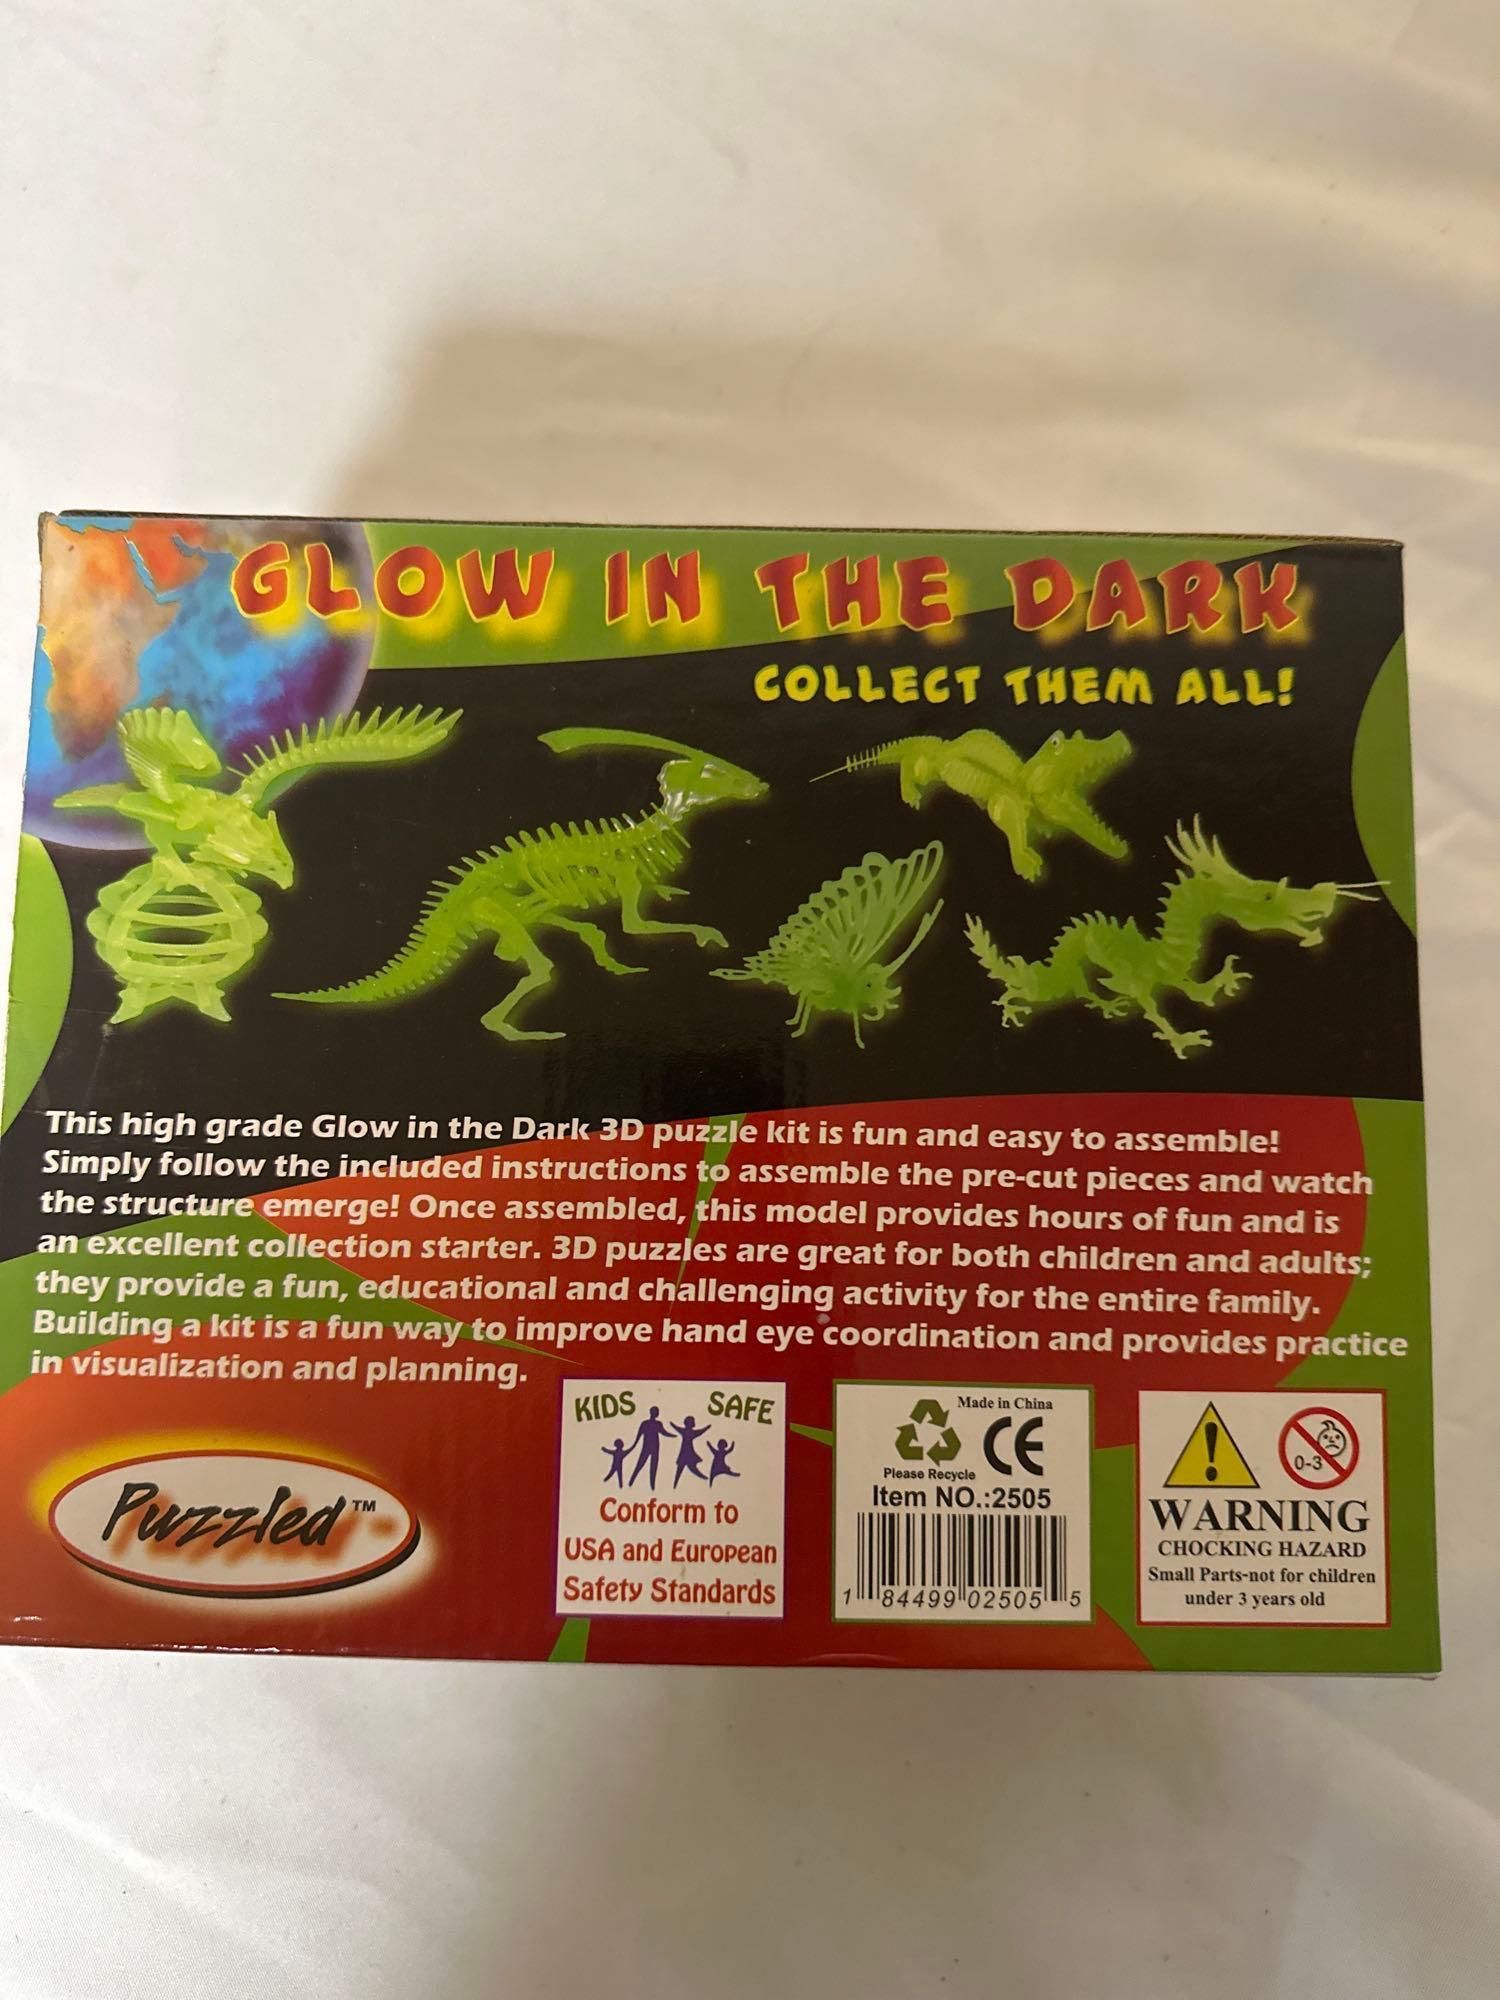 GLOW IN THE DARK
COLLECT THEM ALL!
This high grade Glow in the Dark 3D puzzle kit is fun and easy to assemble!
Simply follow the included instructions to assemble the pre-cut pieces and watch
the structure emerge! Once assembled, this model provides hours of fun and is
an excellent collection starter. 3D puzzles are great for both children and adults;
they provide a fun, educational and challenging activity for the entire family.
Building a kit is a fun way to improve hand eye coordination and provides practice
in visualization and planning.
Puzzled™
KIDS SAFE
Conform to
USA and European
Safety Standards
Made in China
CE
Please Recycle
Item NO.:2505
1 84499 02505 5
0-3
WARNING
CHOCKING HAZARD
Small Parts-not for children
under 3 years old